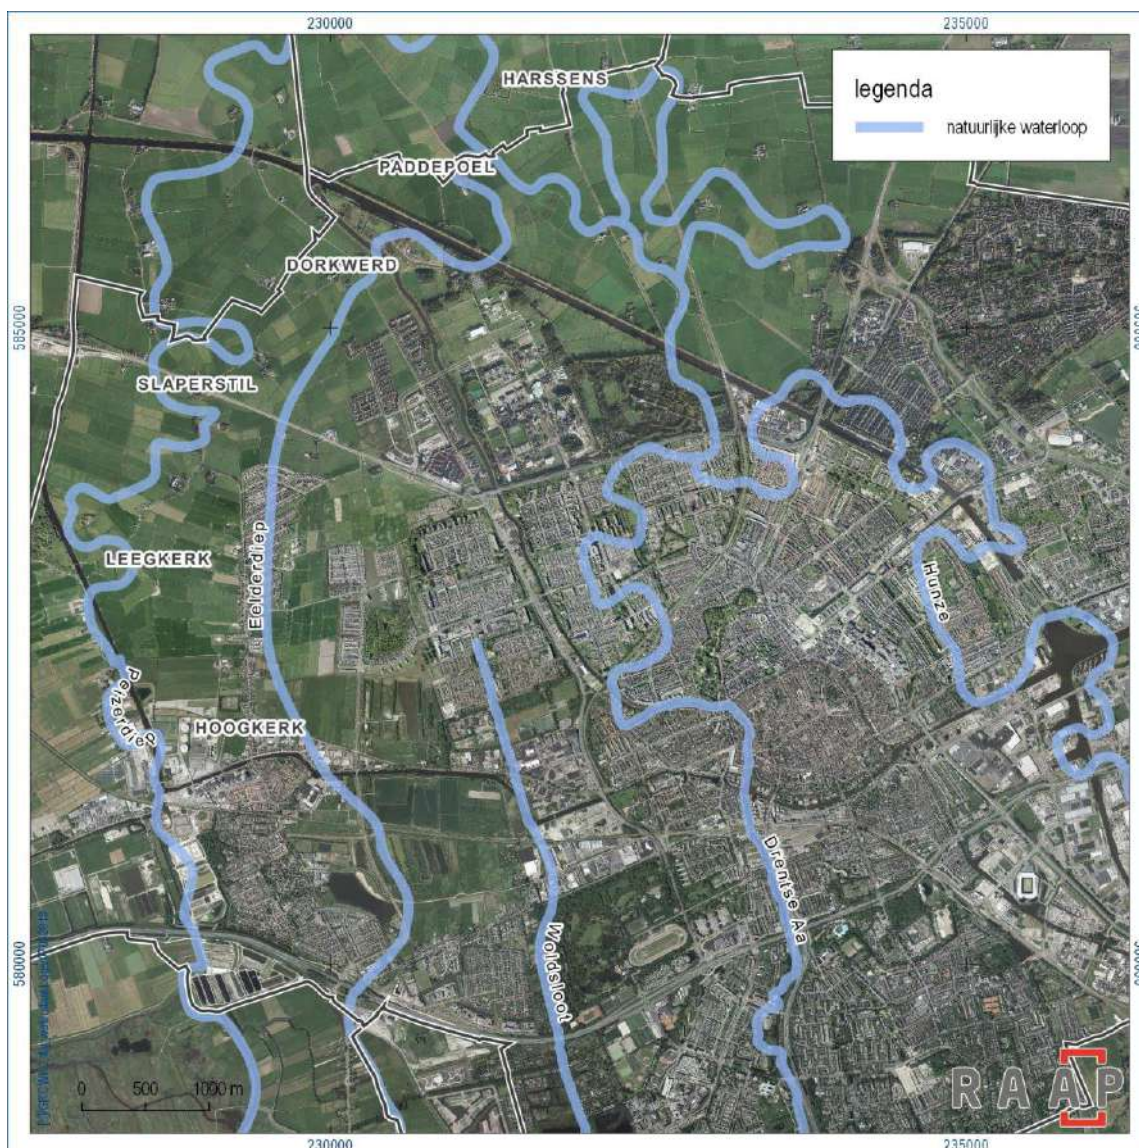 230000
235000
legenda
natuurlijke waterloop
HARSSENS
PADDEPOEL
DORKWERD
585000
SLAPERSTIL
LEEGKERK
Eelderdiep
Hunze
Peizerdiep
HOOGKERK
Drentse Aa
Woldsloot
580000
0 500 1000 m
RAAP
230000
235000